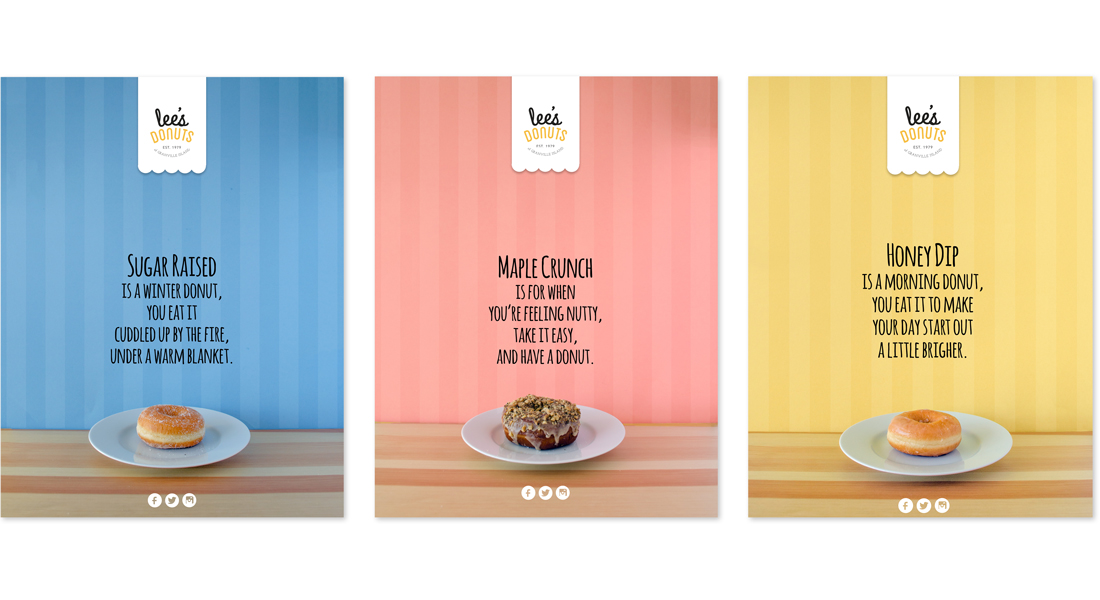 lee's
DONUTS
EST. 1979
at GRANVILLE ISLAND
SUGAR RAISED
IS A WINTER DONUT,
YOU EAT IT
CUDDLED UP BY THE FIRE,
UNDER A WARM BLANKET.
lee's
DONUTS
EST. 1979
at GRANVILLE ISLAND
MAPLE CRUNCH
IS FOR WHEN
YOU'RE FEELING NUTTY,
TAKE IT EASY,
AND HAVE A DONUT.
lee's
DONUTS
EST. 1979
at GRANVILLE ISLAND
HONEY DIP
IS A MORNING DONUT,
YOU EAT IT TO MAKE
YOUR DAY START OUT
A LITTLE BRIGHER.